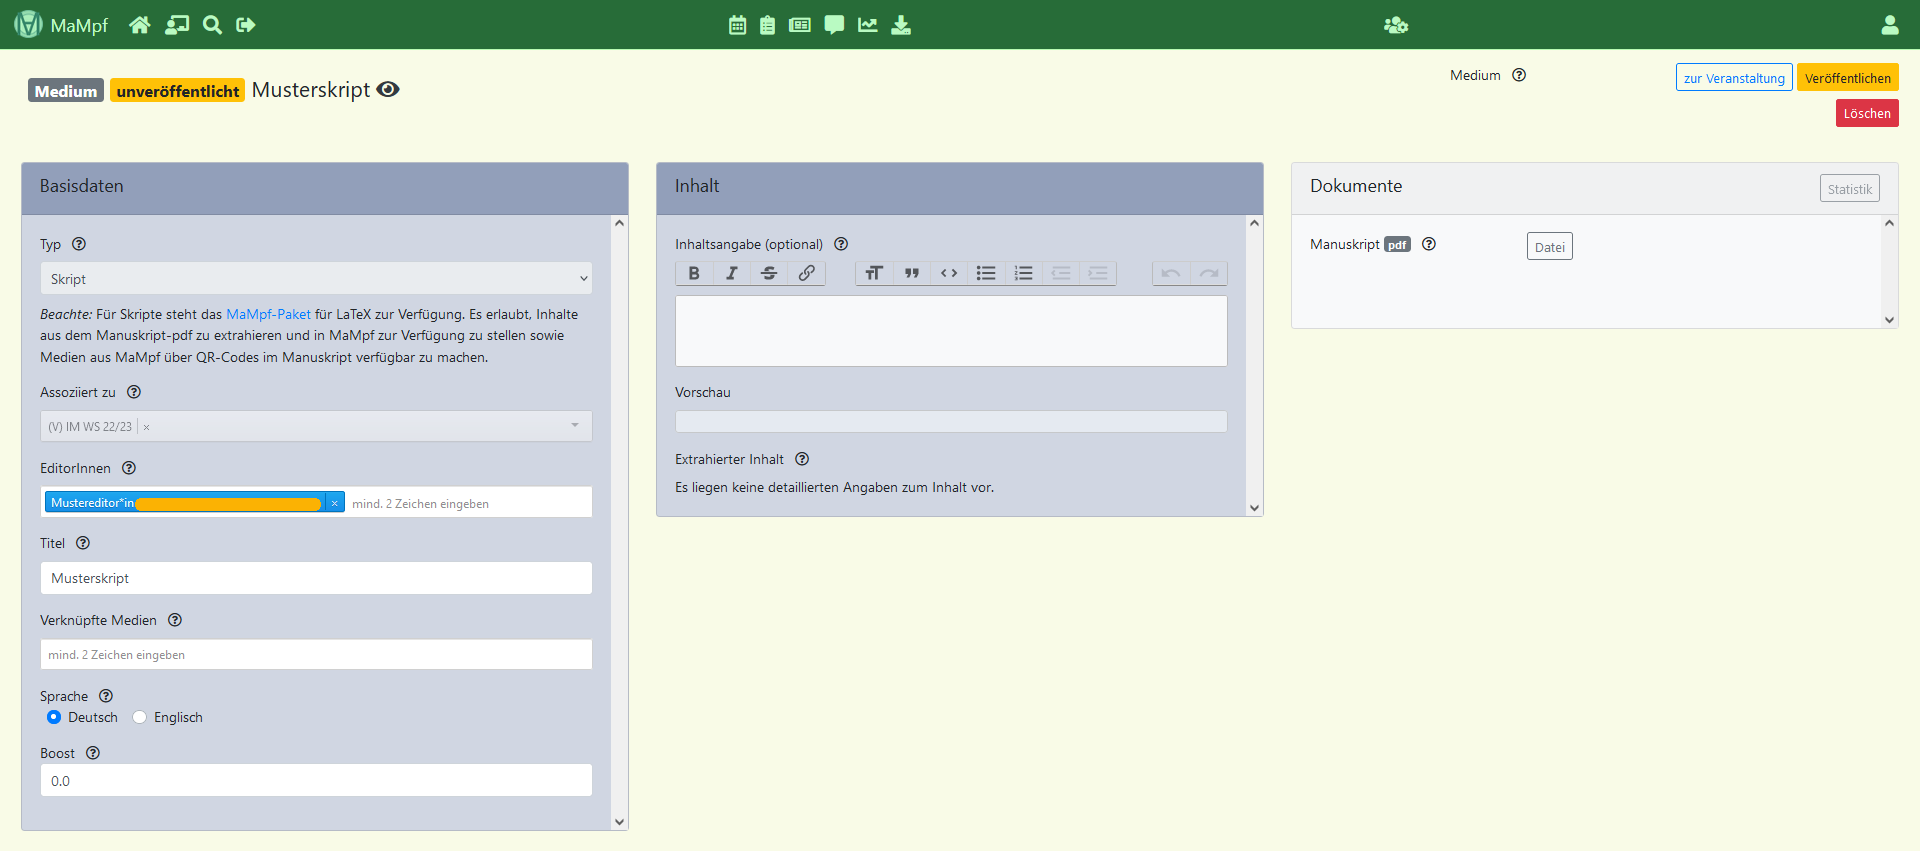 MaMpf
Medium unveröffentlicht Musterskript
Medium
zur Veranstaltung
Veröffentlichen
Löschen
Basisdaten
Typ
Skript
Beachte: Für Skripte steht das MaMpf-Paket für LaTeX zur Verfügung. Es erlaubt, Inhalte
aus dem Manuskript-pdf zu extrahieren und in MaMpf zur Verfügung zu stellen sowie
Medien aus MaMpf über QR-Codes im Manuskript verfügbar zu machen.
Assoziiert zu
(V) IM WS 22/23 ×
EditorInnen
Mustereditor*in × mind. 2 Zeichen eingeben
Titel
Musterskript
Verknüpfte Medien
mind. 2 Zeichen eingeben
Sprache
Deutsch Englisch
Boost
0.0
Inhalt
Inhaltsangabe (optional)
Vorschau
Extrahierter Inhalt
Es liegen keine detaillierten Angaben zum Inhalt vor.
Dokumente
Statistik
Manuskript pdf
Datei